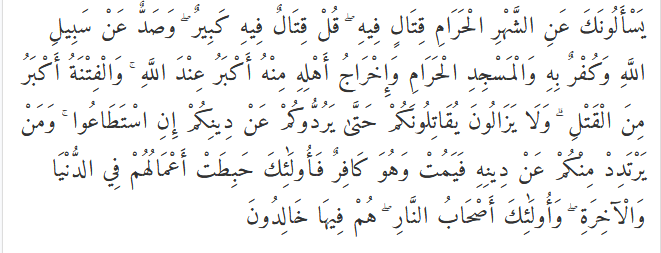 يَسْأَلُونَكَ عَنِ الشَّهْرِ الْحَرَامِ قِتَالٍ فِيهِ ۖ قُلْ قِتَالٌ فِيهِ كَبِيرٌ ۖ وَصَدٌّ عَنْ سَبِيلِ
اللَّهِ وَكُفْرٌ بِهِ وَالْمَسْجِدِ الْحَرَامِ وَإِخْرَاجُ أَهْلِهِ مِنْهُ أَكْبَرُ عِنْدَ اللَّهِ ۚ وَالْفِتْنَةُ أَكْبَرُ
مِنَ الْقَتْلِ ۗ وَلَا يَزَالُونَ يُقَاتِلُونَكُمْ حَتَّىٰ يَرُدُّوكُمْ عَنْ دِينِكُمْ إِنِ اسْتَطَاعُوا ۚ وَمَنْ
يَرْتَدِدْ مِنْكُمْ عَنْ دِينِهِ فَيَمُتْ وَهُوَ كَافِرٌ فَأُولَٰئِكَ حَبِطَتْ أَعْمَالُهُمْ فِي الدُّنْيَا
وَالْآخِرَةِ ۖ وَأُولَٰئِكَ أَصْحَابُ النَّارِ ۖ هُمْ فِيهَا خَالِدُونَ